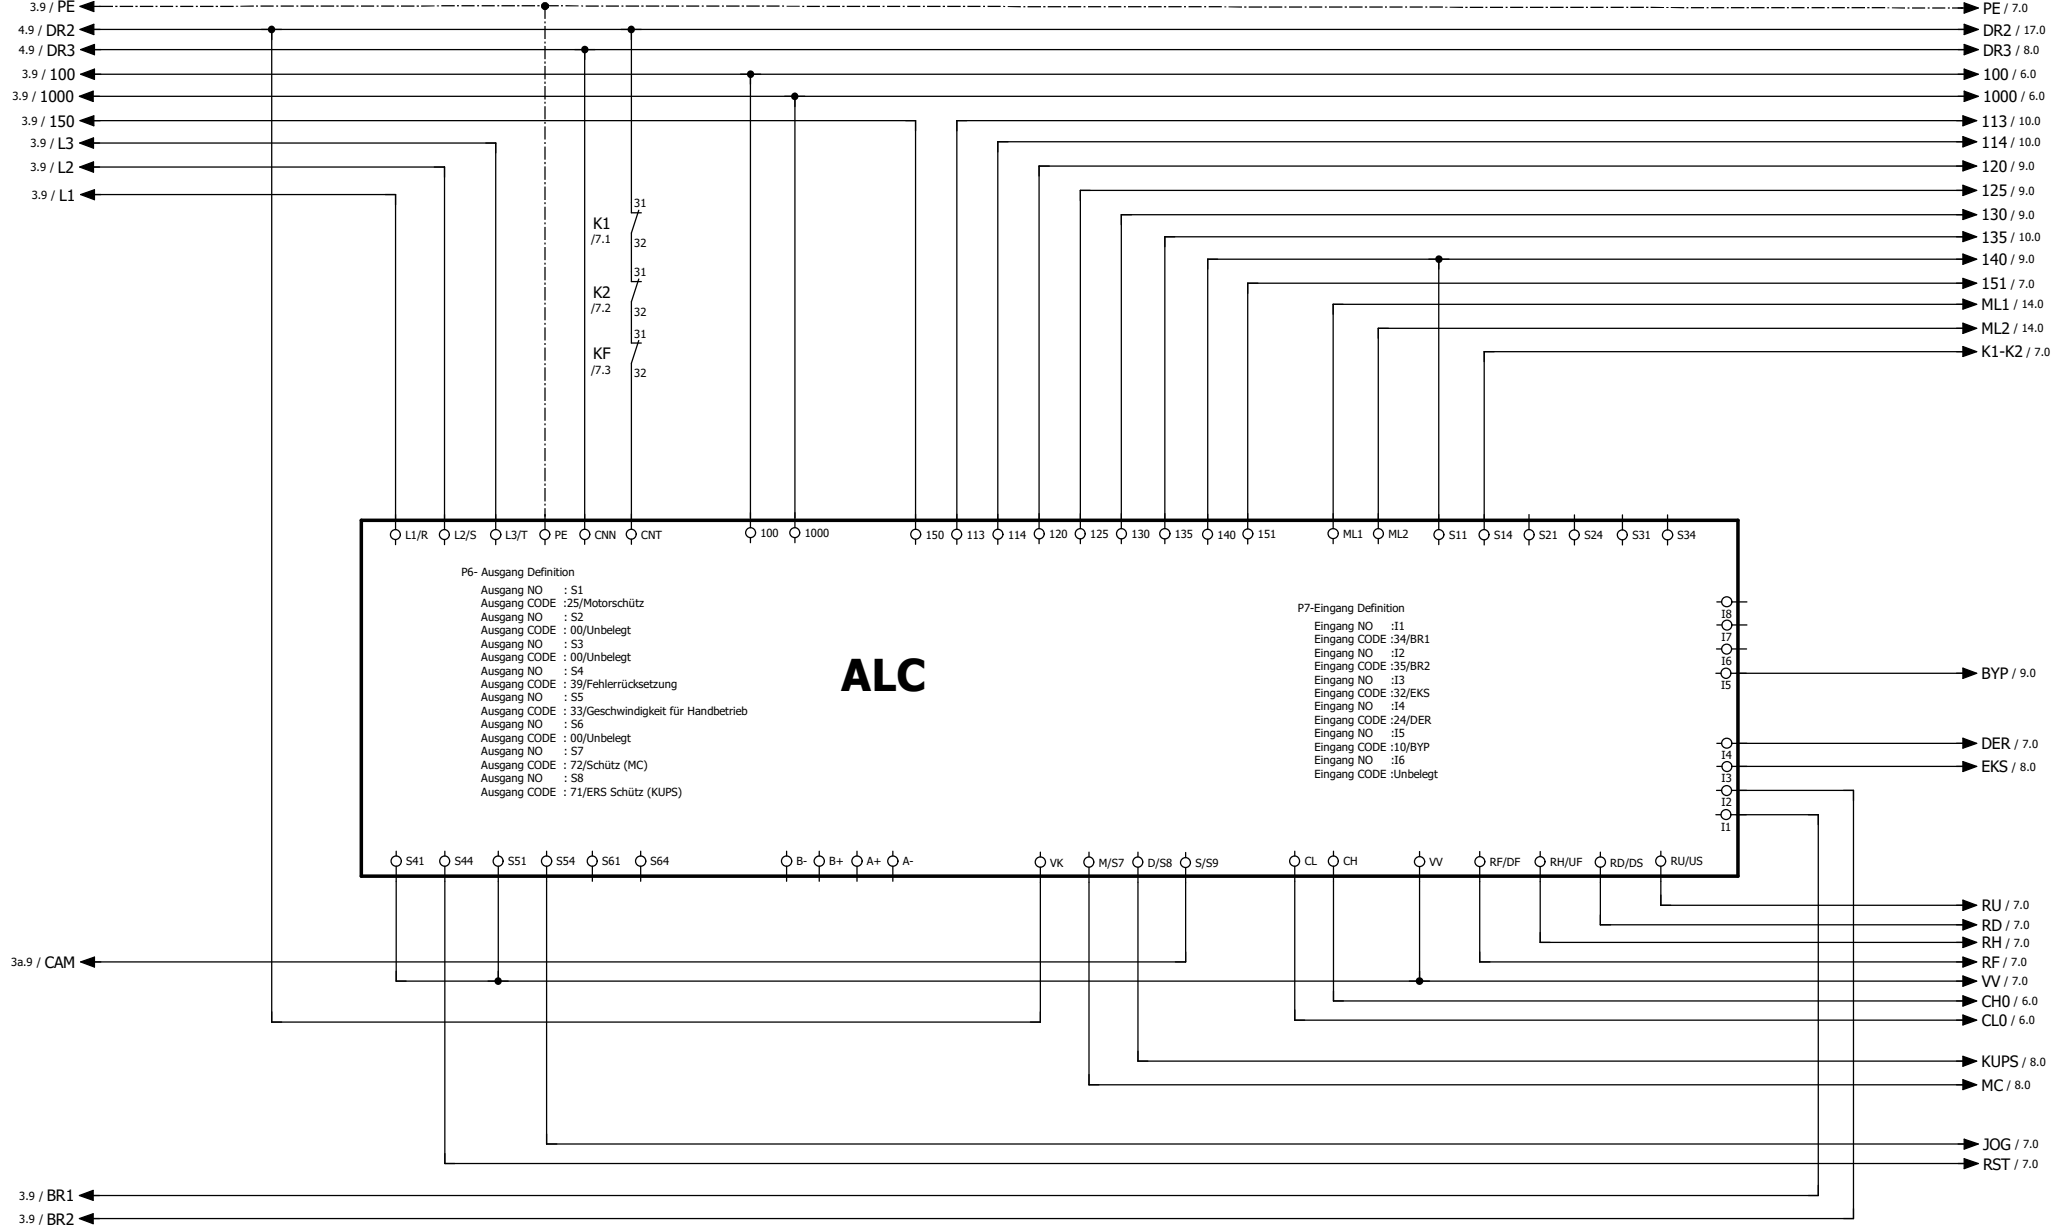 3.9 / PE
PE / 7.0
4.9 / DR2
DR2 / 17.0
4.9 / DR3
DR3 / 8.0
3.9 / 100
100 / 6.0
3.9 / 1000
1000 / 6.0
3.9 / 150
113 / 10.0
3.9 / L3
114 / 10.0
3.9 / L2
120 / 9.0
3.9 / L1
125 / 9.0
130 / 9.0
135 / 10.0
140 / 9.0
151 / 7.0
ML1 / 14.0
ML2 / 14.0
K1-K2 / 7.0
31
K1
/7.1
32
31
K2
/7.2
32
31
KF
/7.3
32
L1/R L2/S L3/T PE CNN CNT 100 1000 150 113 114 120 125 130 135 140 151 ML1 ML2 S11 S14 S21 S24 S31 S34
P6- Ausgang Definition
Ausgang NO : S1
Ausgang CODE :25/Motorschütz
Ausgang NO : S2
Ausgang CODE : 00/Unbelegt
Ausgang NO : S3
Ausgang CODE : 00/Unbelegt
Ausgang NO : S4
Ausgang CODE : 39/Fehlerrücksetzung
Ausgang NO : S5
Ausgang CODE : 33/Geschwindigkeit für Handbetrieb
Ausgang NO : S6
Ausgang CODE : 00/Unbelegt
Ausgang NO : S7
Ausgang CODE : 72/Schütz (MC)
Ausgang NO : S8
Ausgang CODE : 71/ERS Schütz (KUPS)
ALC
P7-Eingang Definition
Eingang NO :I1
Eingang CODE :34/BR1
Eingang NO :I2
Eingang CODE :35/BR2
Eingang NO :I3
Eingang CODE :32/EKS
Eingang NO :I4
Eingang CODE :24/DER
Eingang NO :I5
Eingang CODE :10/BYP
Eingang NO :I6
Eingang CODE :Unbelegt
I8
I7
I6
I5
BYP / 9.0
I4
DER / 7.0
I3
EKS / 8.0
I2
I1
S41 S44 S51 S54 S61 S64 B- B+ A+ A- VK M/S7 D/S8 S/S9 CL CH VV RF/DF RH/UF RD/DS RU/US
RU / 7.0
RD / 7.0
RH / 7.0
3a.9 / CAM
RF / 7.0
VV / 7.0
CH0 / 6.0
CL0 / 6.0
KUPS / 8.0
MC / 8.0
JOG / 7.0
RST / 7.0
3.9 / BR1
3.9 / BR2